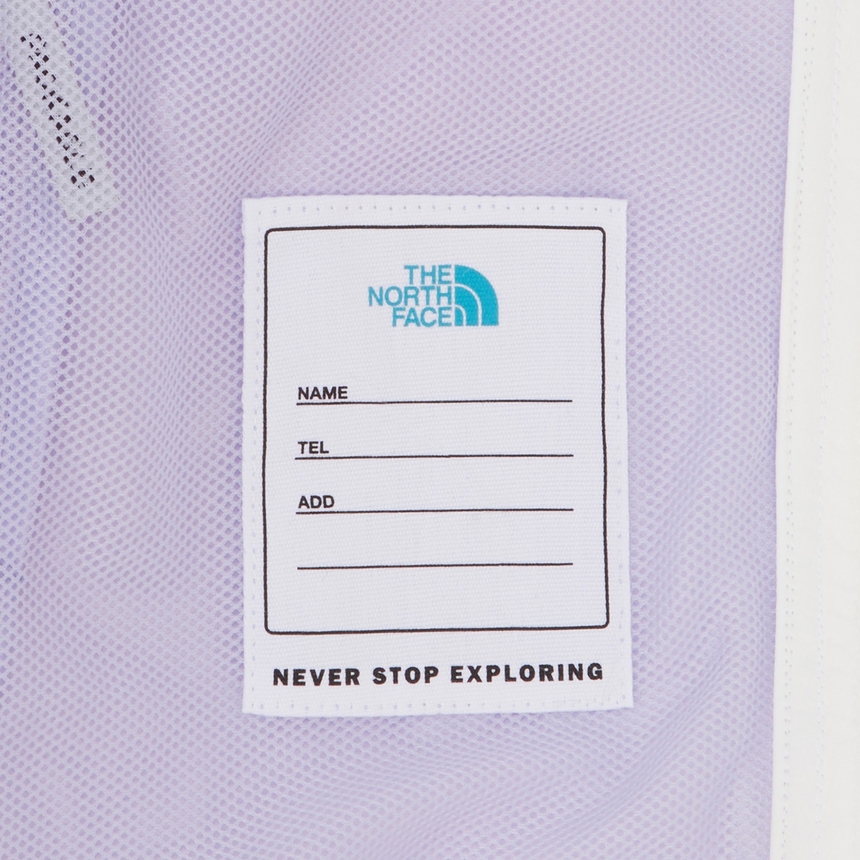 THE
NORTH
FACE
NAME
TEL
ADD
NEVER STOP EXPLORING